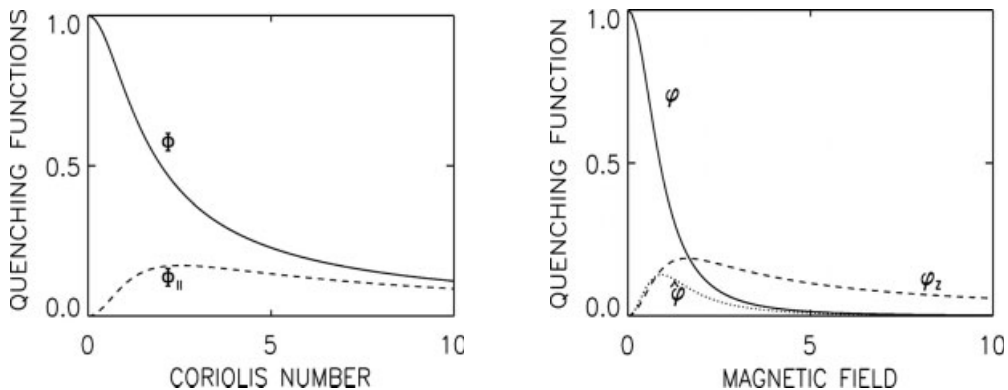 QUENCHING FUNCTIONS
1.0
0.5
0.0
Φ
Φ||
0
5
10
CORIOLIS NUMBER
QUENCHING FUNCTION
1.0
0.5
0.0
φ
φz
φ̂
0
5
10
MAGNETIC FIELD